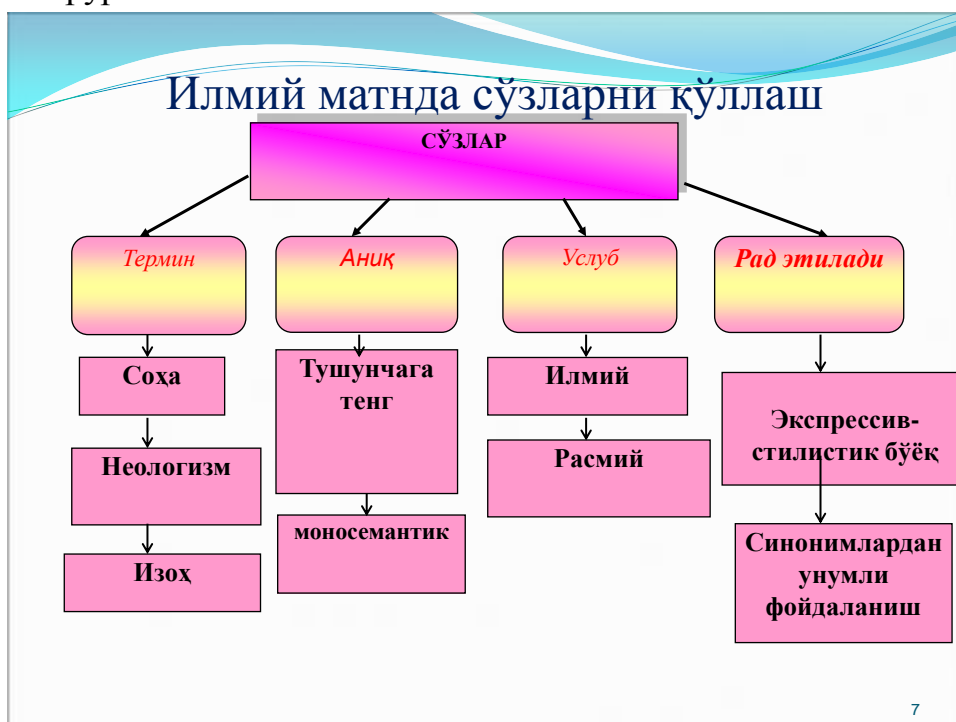 Илмий матнда сўзларни қўллаш
СЎЗЛАР
Термин
Аниқ
Услуб
Рад этилади
Соҳа
Тушунчага
тенг
Илмий
Экспрессив-
стилистик бўёқ
Неологизм
Расмий
моносемантик
Изоҳ
Синонимлардан
унумли
фойдаланиш
7